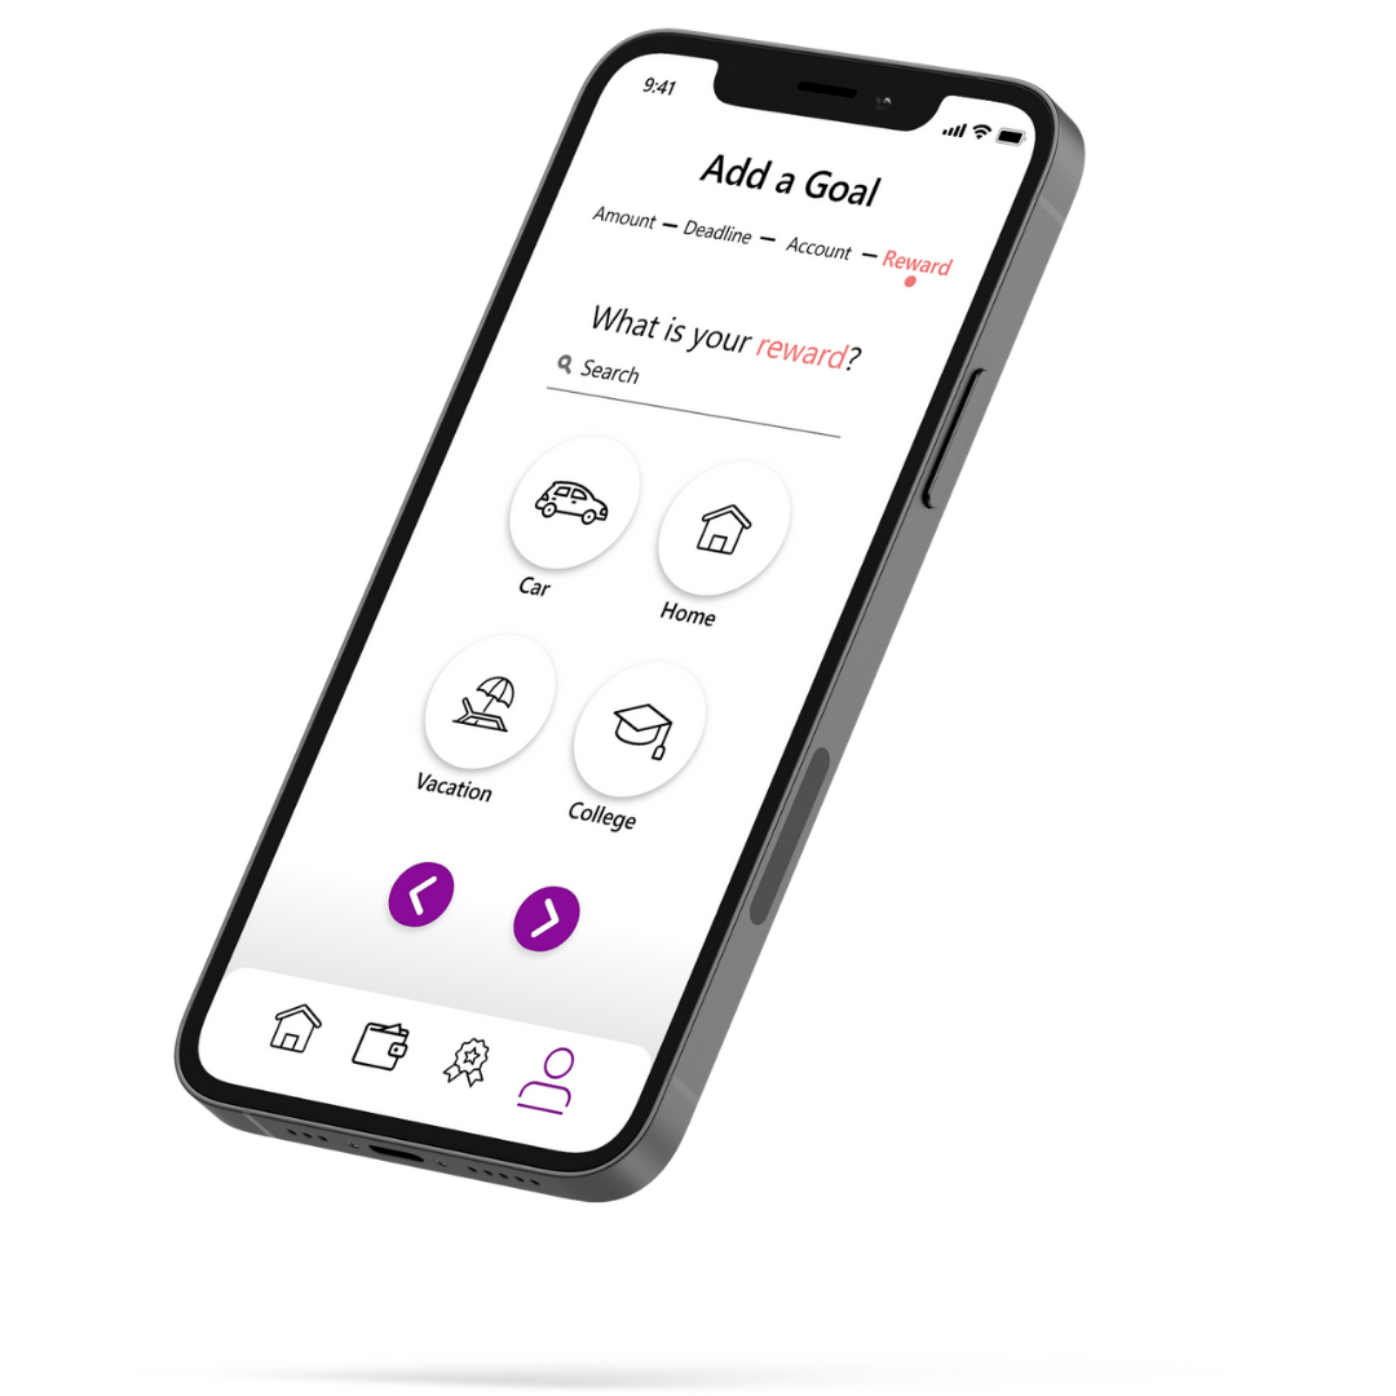 9:41
Add a Goal
Amount – Deadline – Account – Reward
What is your reward?
Search
Car
Home
Vacation
College